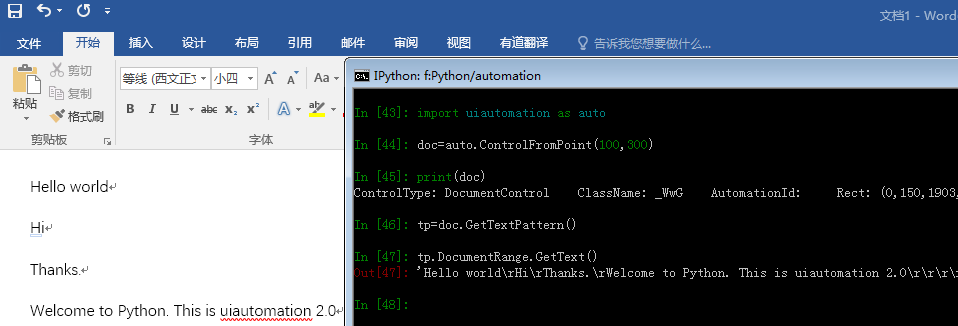 文档1 - Word
文件 开始 插入 设计 布局 引用 邮件 审阅 视图 有道翻译 告诉我您想要做什么...
粘贴
剪切
复制
格式刷
剪贴板
等线 (西文正文 小四 A A Aa
B I U abc x₂ x² A aby A
字体
Hello world
Hi
Thanks.
Welcome to Python. This is uiautomation 2.0
IPython: f:Python/automation
In [43]: import uiautomation as auto
In [44]: doc=auto.ControlFromPoint(100,300)
In [45]: print(doc)
ControlType: DocumentControl    ClassName: _WwG    AutomationId:     Rect: (0,150,1903,
In [46]: tp=doc.GetTextPattern()
In [47]: tp.DocumentRange.GetText()
Out[47]: 'Hello world\rHi\rThanks.\rWelcome to Python. This is uiautomation 2.0\r\r\r\
In [48]: